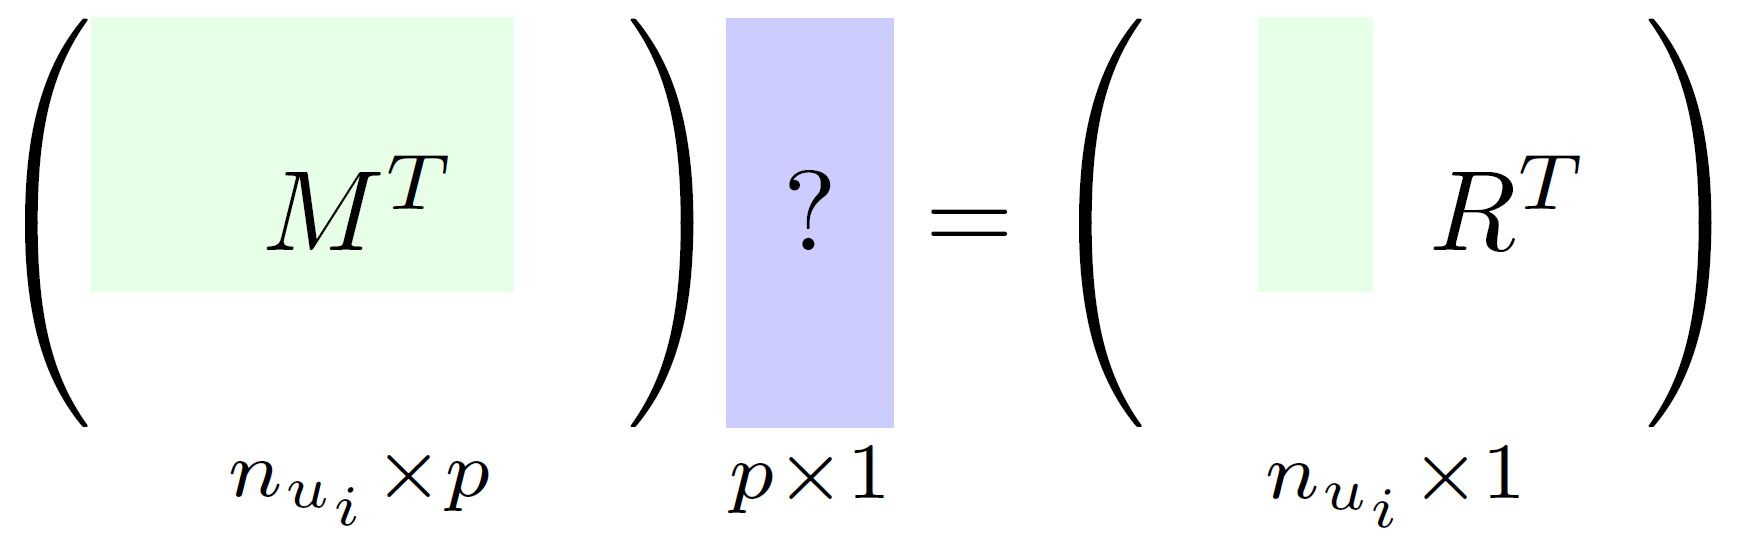 ( M^T ) ? = ( R^T )
n_{u_i} × p p × 1 n_{u_i} × 1